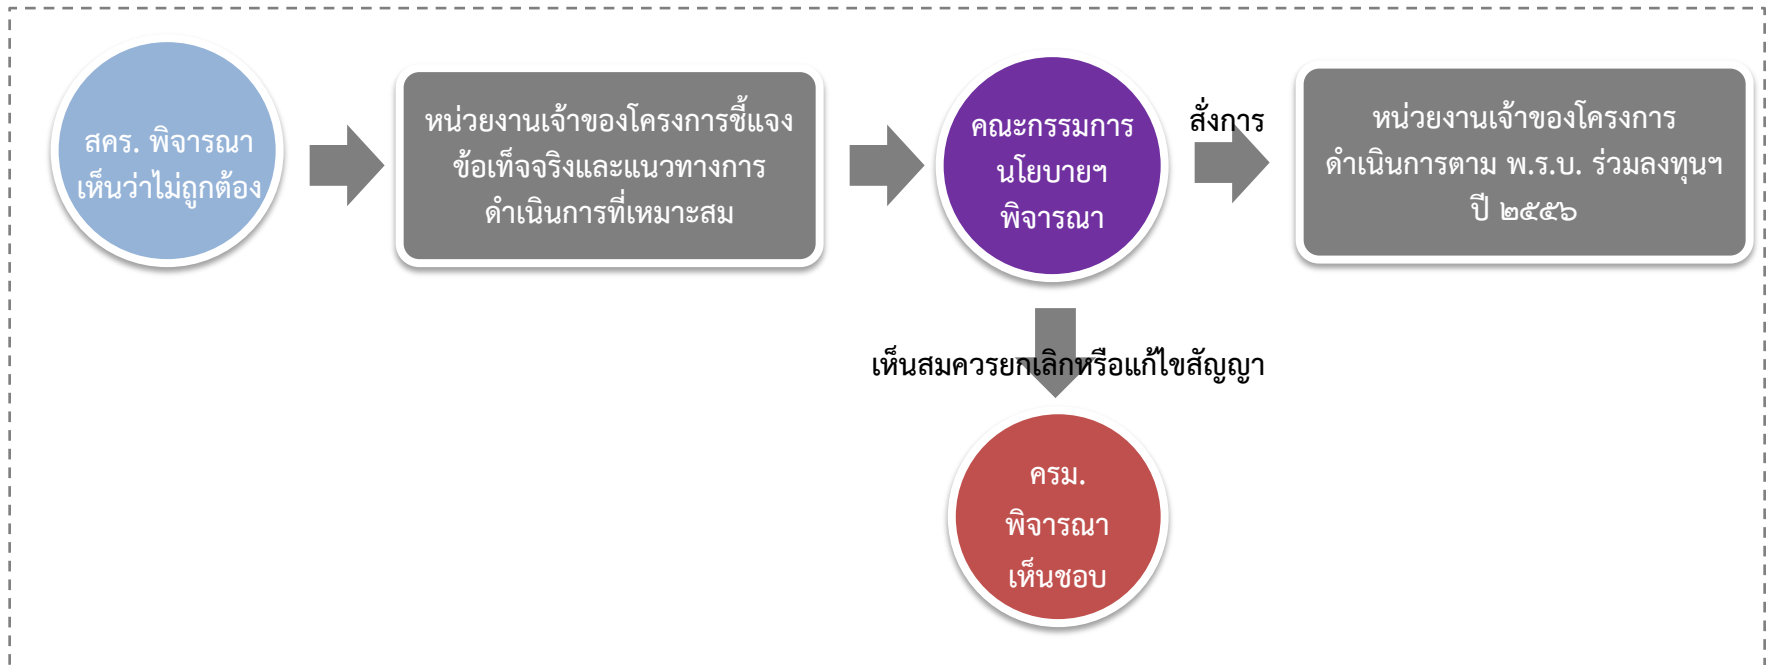 สคร. พิจารณา
เห็นว่าไม่ถูกต้อง
หน่วยงานเจ้าของโครงการชี้แจง
ข้อเท็จจริงและแนวทางการ
ดำเนินการที่เหมาะสม
คณะกรรมการ
นโยบายฯ
พิจารณา
สั่งการ
หน่วยงานเจ้าของโครงการ
ดำเนินการตาม พ.ร.บ. ร่วมลงทุนฯ
ปี ๒๕๕๖
เห็นสมควรยกเลิกหรือแก้ไขสัญญา
ครม.
พิจารณา
เห็นชอบ